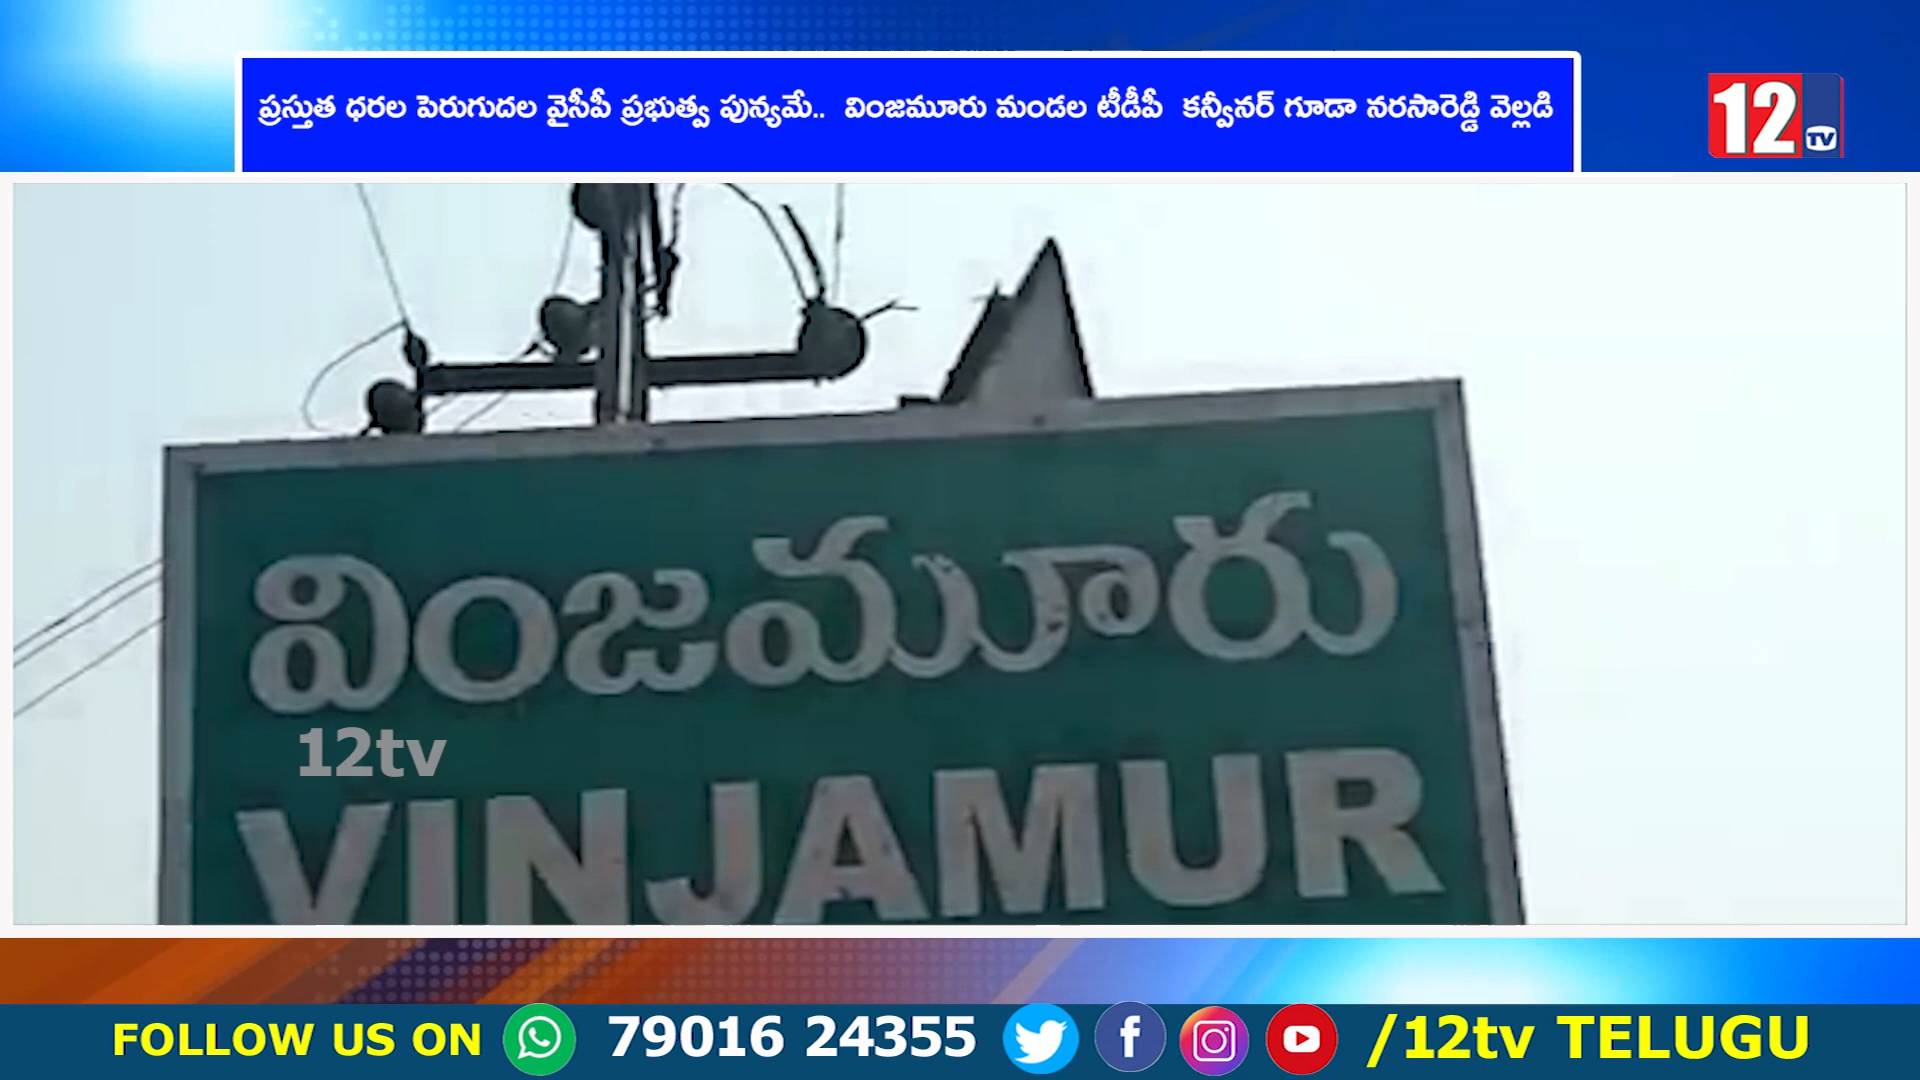 ప్రస్తుత ధరల పెరుగుదల వైసీపీ ప్రభుత్వ పున్యమే.. వింజమూరు మండల టీడీపీ కన్వీనర్ గూడా నరసారెడ్డి వెల్లడి
12 TV
వింజమూరు
12tv
VINJAMUR
FOLLOW US ON 79016 24355 /12tv TELUGU